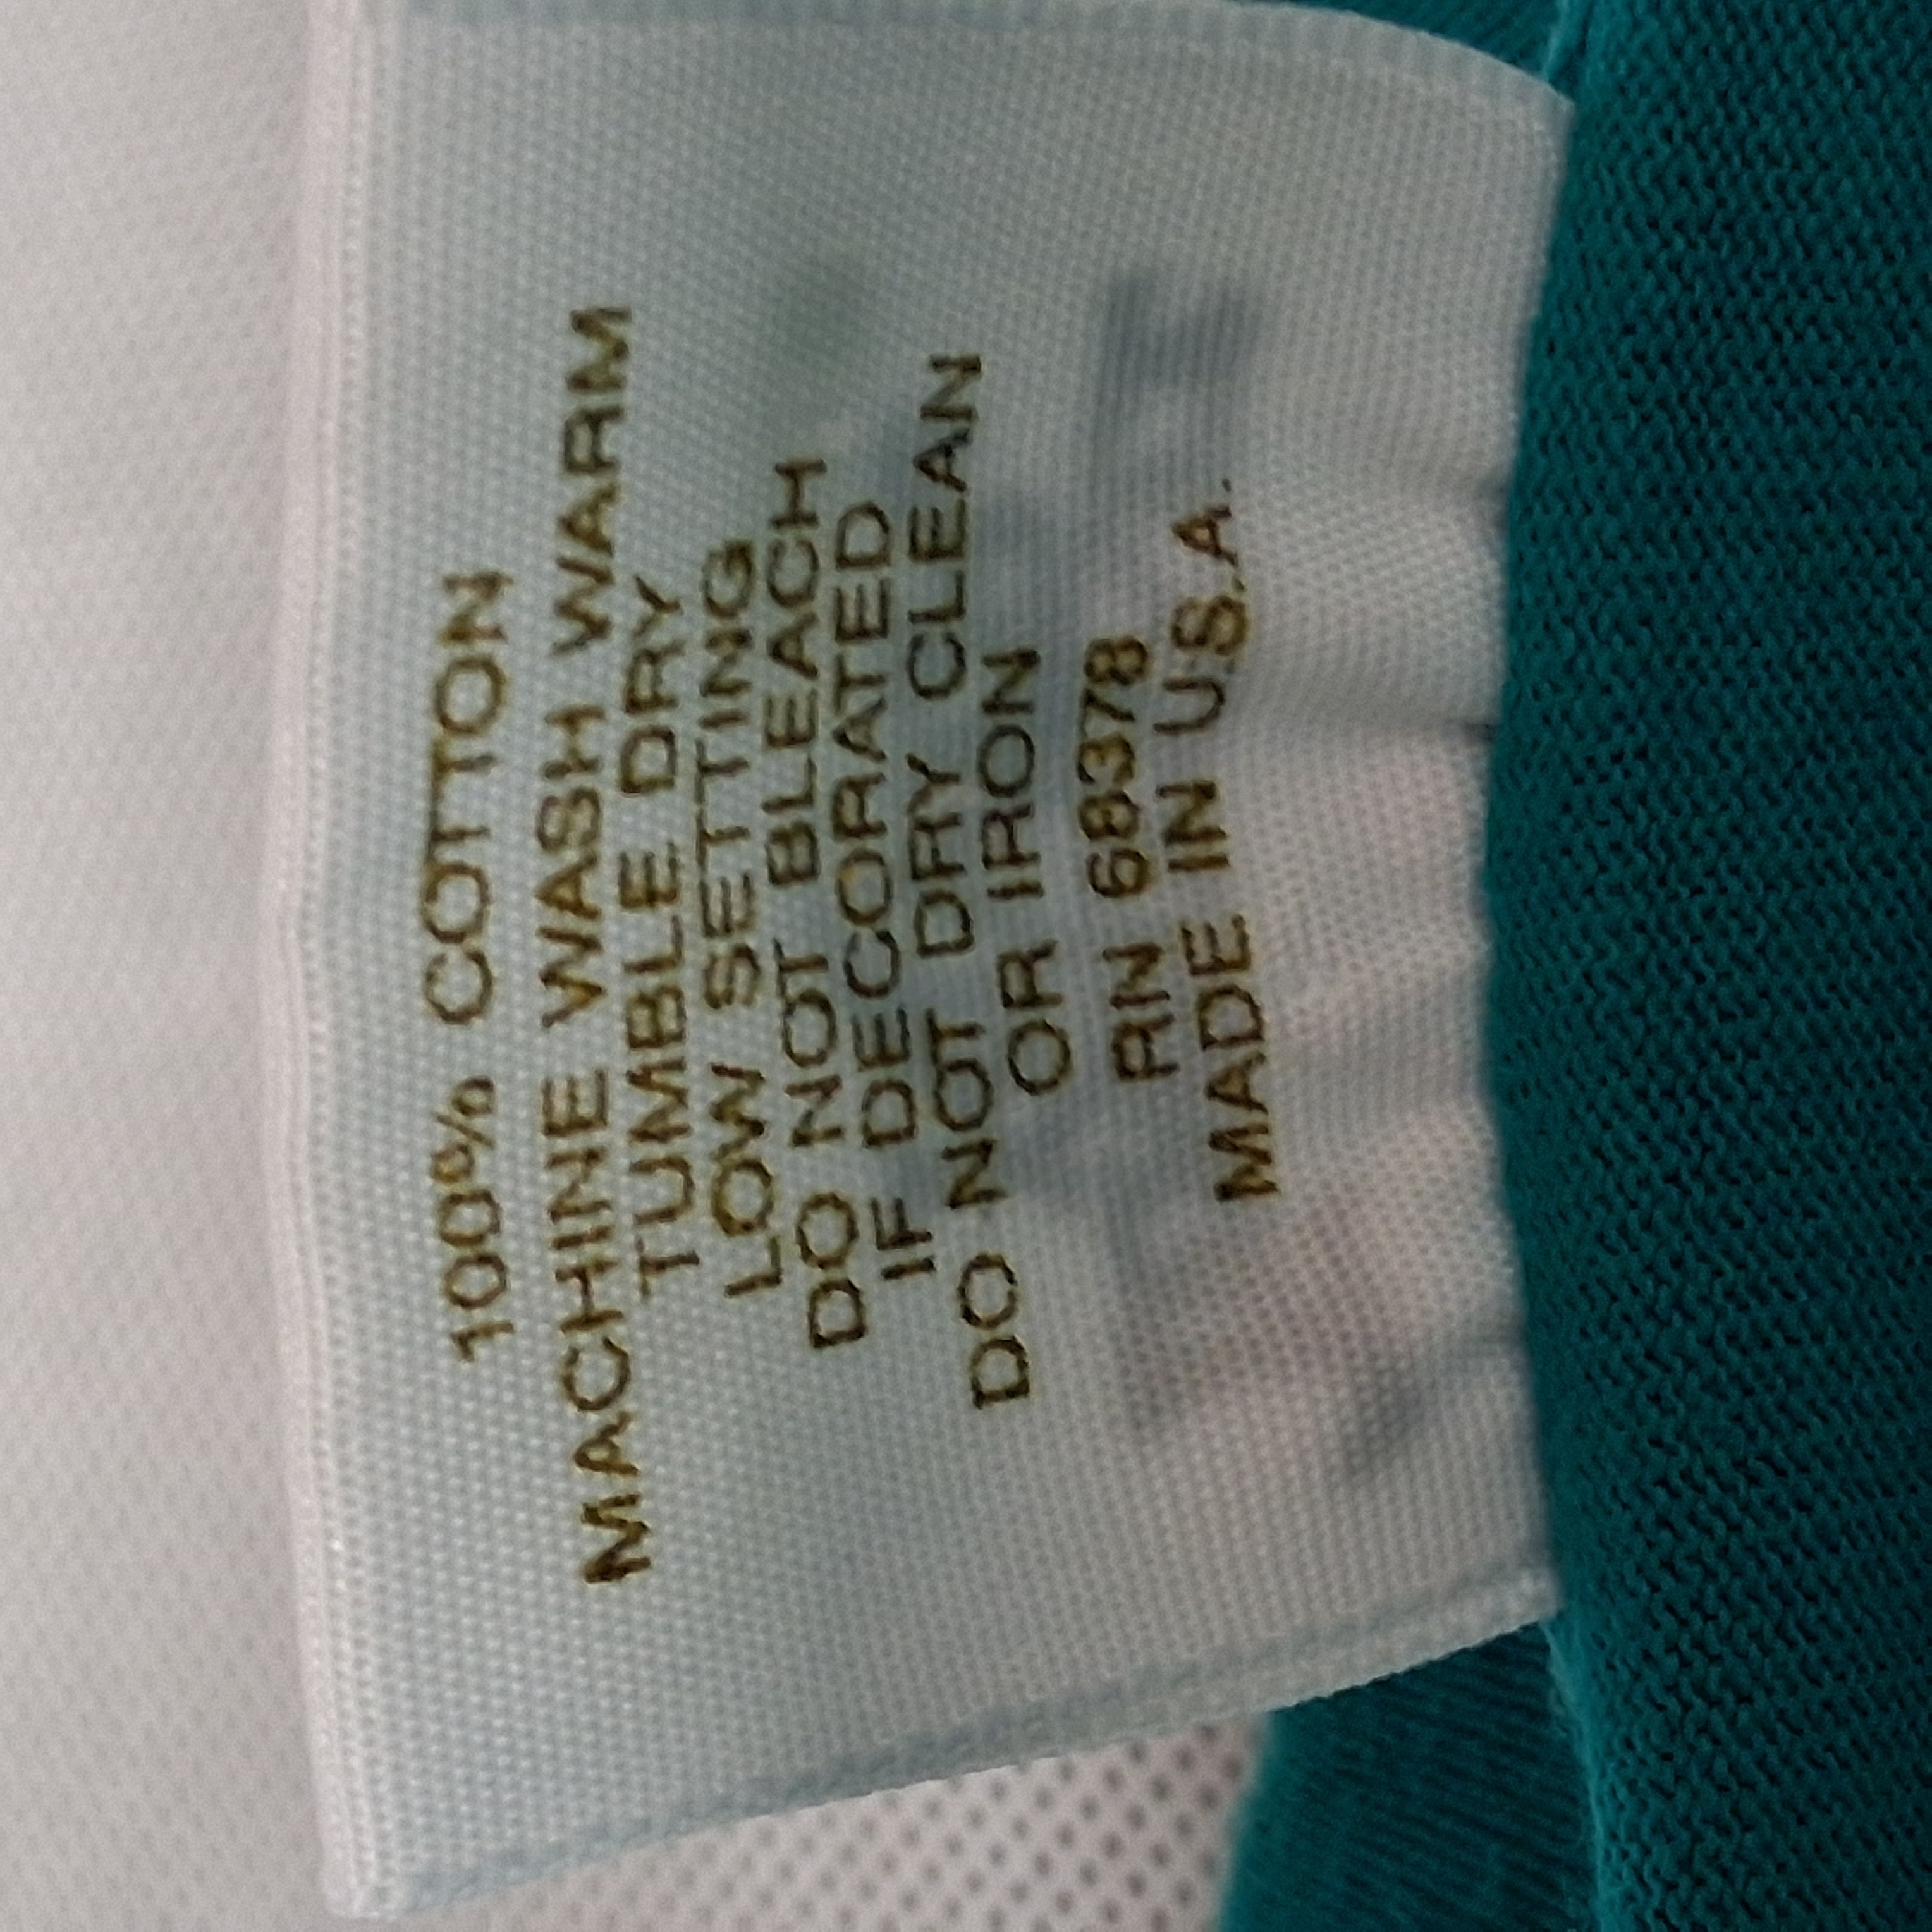 100% COTTON
MACHINE WASH WARM
TUMBLE DRY
LOW SETTING
DO NOT BLEACH
IF DECORATED
DO NOT DRY CLEAN
OR IRON
RN 68378
MADE IN U.S.A.